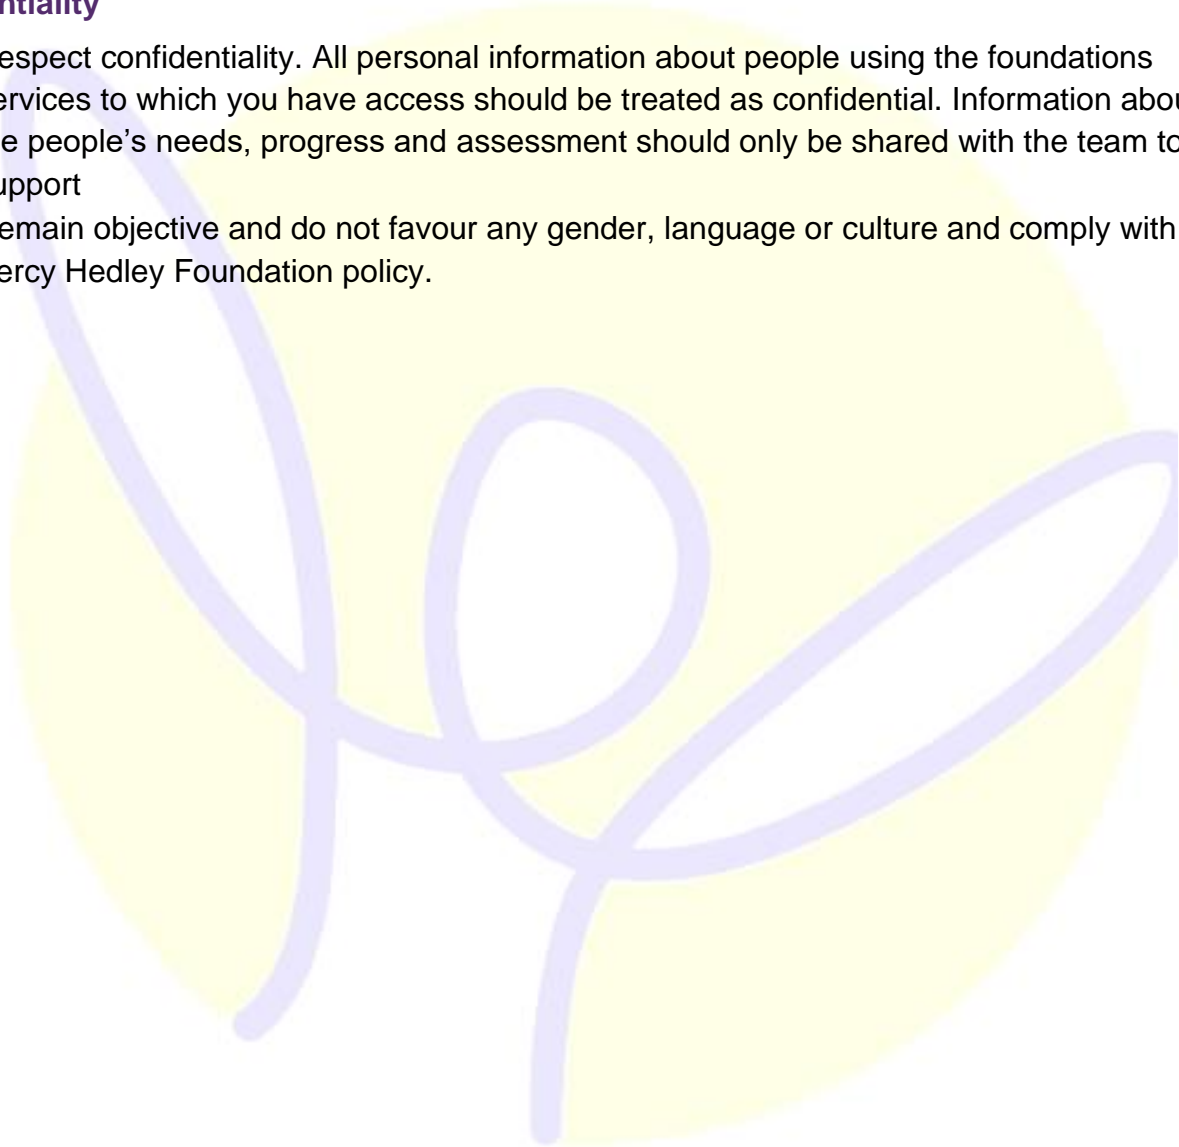 ntiality
espect confidentiality. All personal information about people using the foundations
ervices to which you have access should be treated as confidential. Information abou
e people's needs, progress and assessment should only be shared with the team to
upport
emain objective and do not favour any gender, language or culture and comply with
ercy Hedley Foundation policy.